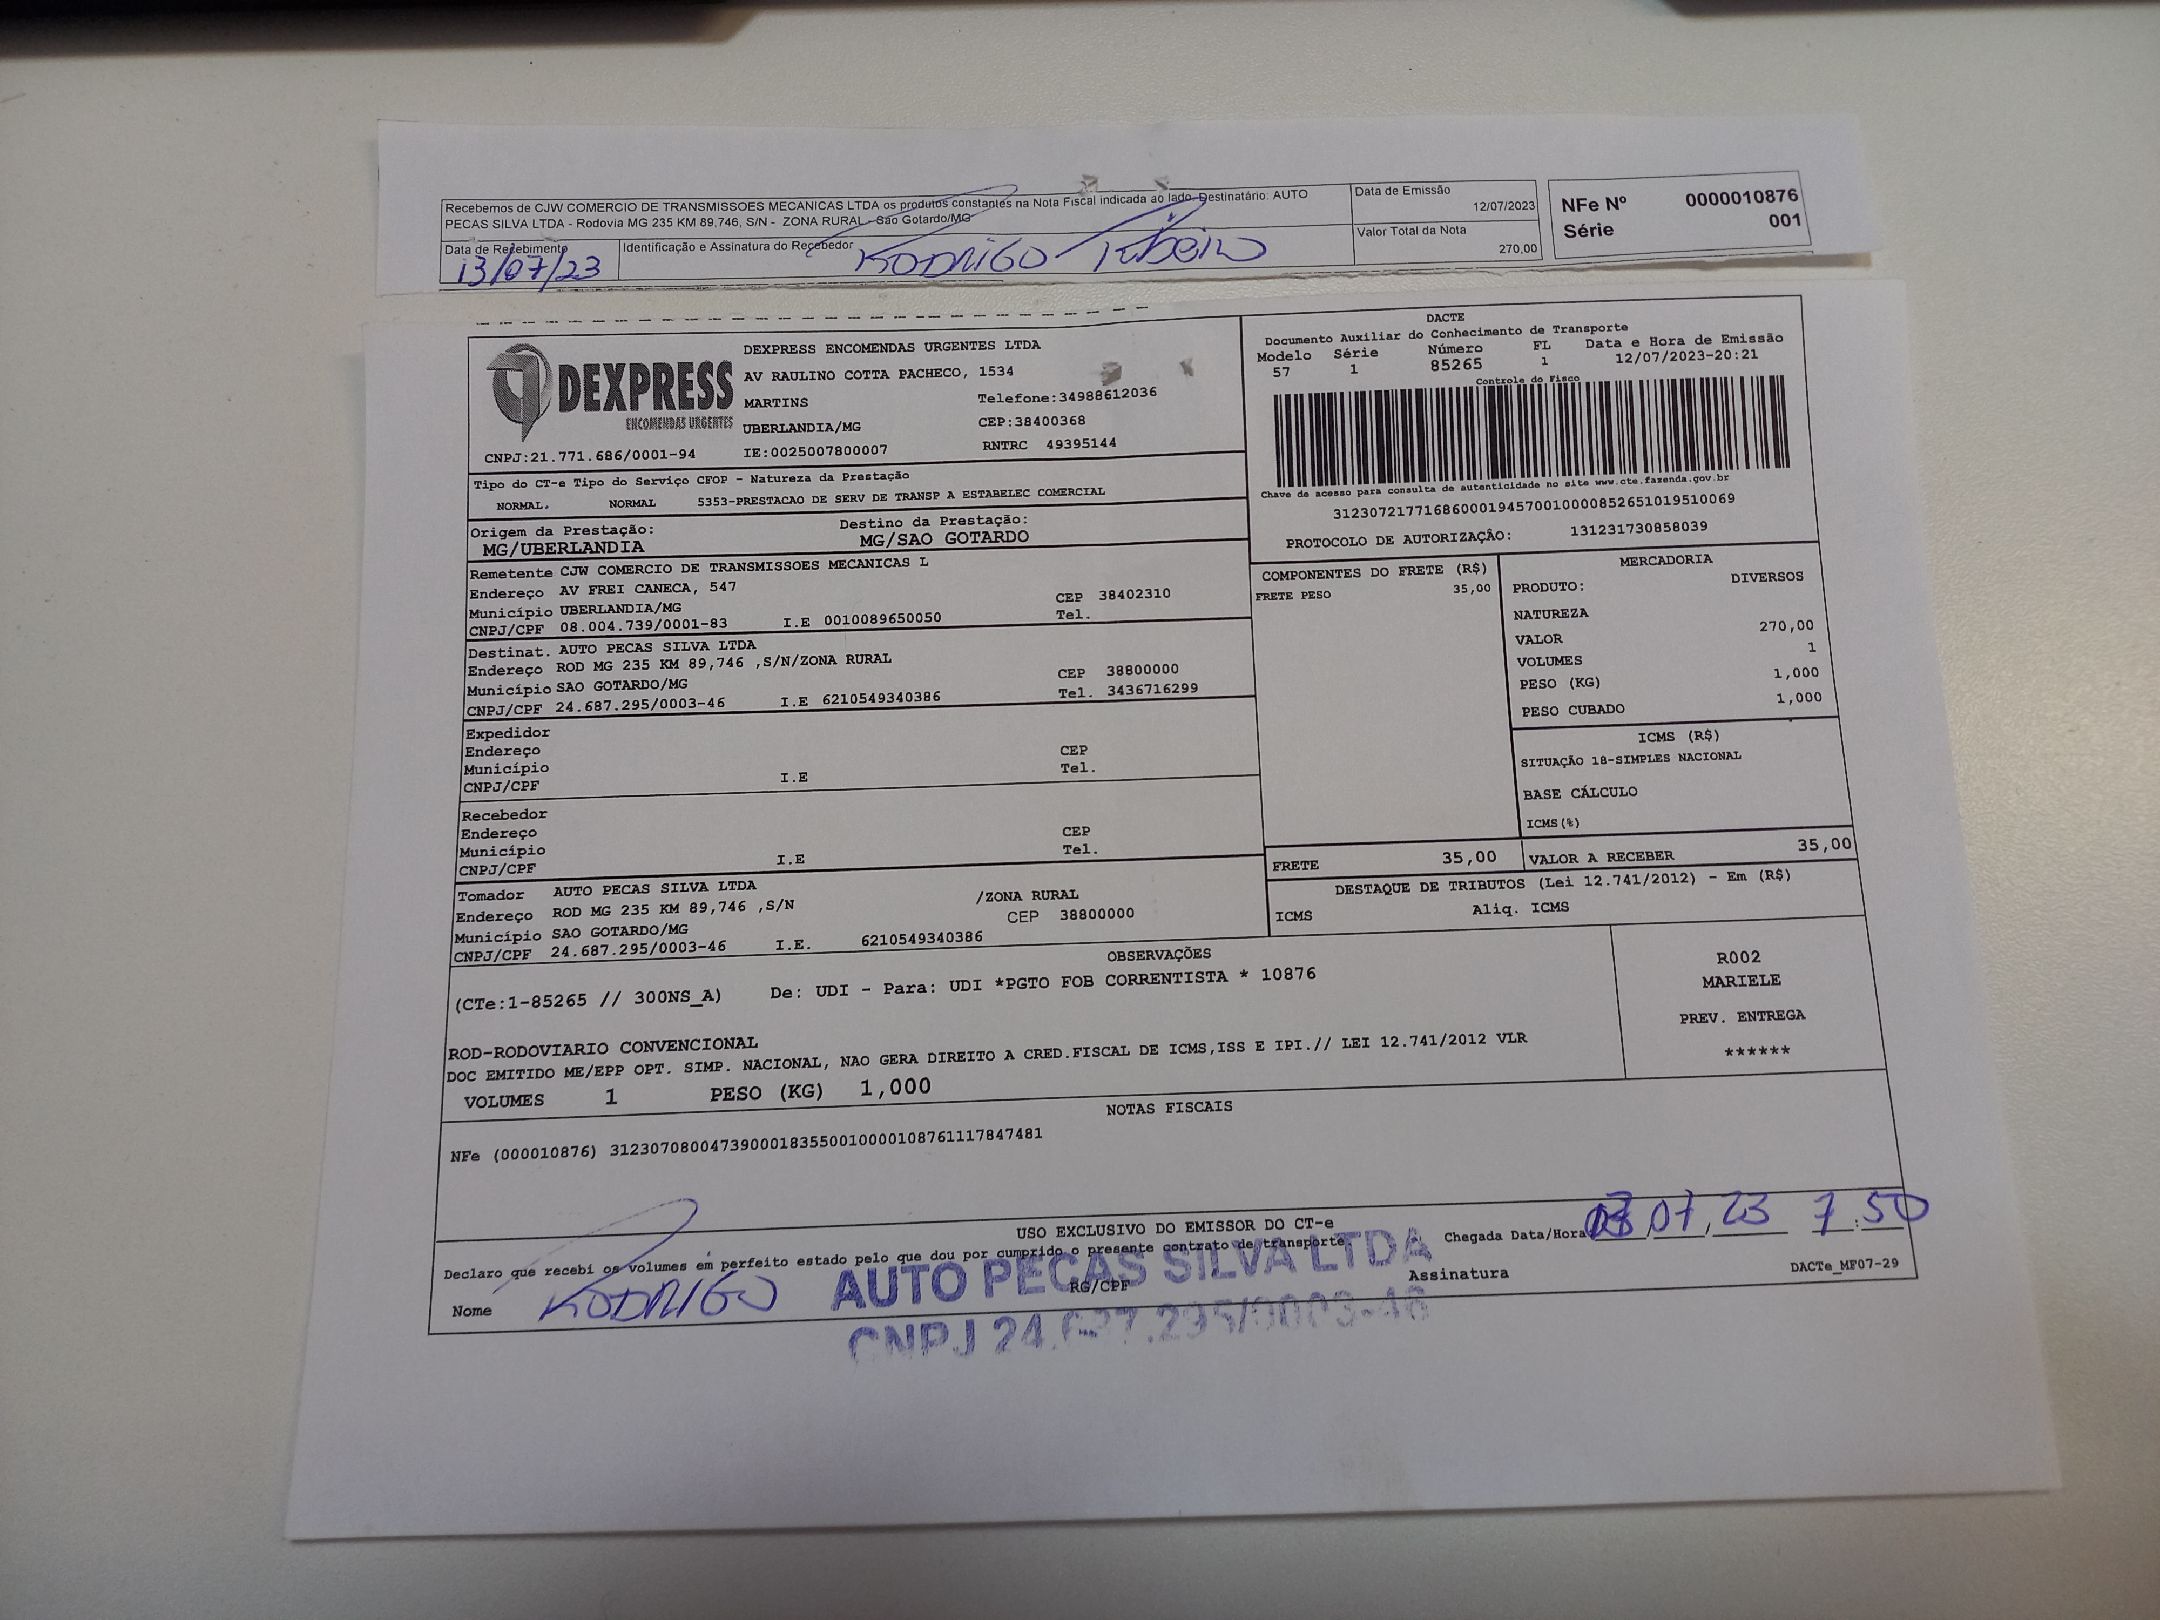 Recebemos de CJW COMERCIO DE TRANSMISSOES MECANICAS LTDA os produtos constantes na Nota Fiscal indicada ao lado. Destinatário: AUTO
PECAS SILVA LTDA - Rodovia MG 235 KM 89,746, S/N - ZONA RURAL - São Gotardo/MG
Data de Recebimento
13/07/23
Identificação e Assinatura do Recebedor
RODRIGO Ribeiro
Data de Emissão
12/07/2023
Valor Total da Nota
270,00
NFe Nº 0000010876
Série 001
DEXPRESS
ENCOMENDAS URGENTES
DEXPRESS ENCOMENDAS URGENTES LTDA
AV RAULINO COTTA PACHECO, 1534
MARTINS Telefone:34988612036
UBERLANDIA/MG CEP:38400368
CNPJ:21.771.686/0001-94 IE:0025007800007 RNTRC 49395144
DACTE
Documento Auxiliar do Conhecimento de Transporte
Modelo Série Número FL Data e Hora de Emissão
57 1 85265 1 12/07/2023-20:21
Controle do Fisco
Chave de acesso para consulta de autenticidade no site www.cte.fazenda.gov.br
31230721771686000194570010000852651019510069
PROTOCOLO DE AUTORIZAÇÂO: 131231730858039
Tipo do CT-e Tipo do Serviço CFOP - Natureza da Prestação
NORMAL. NORMAL 5353-PRESTACAO DE SERV DE TRANSP A ESTABELEC COMERCIAL
Origem da Prestação: Destino da Prestação:
MG/UBERLANDIA MG/SAO GOTARDO
Remetente CJW COMERCIO DE TRANSMISSOES MECANICAS L
Endereço AV FREI CANECA, 547
Município UBERLANDIA/MG CEP 38402310
CNPJ/CPF 08.004.739/0001-83 I.E 0010089650050 Tel.
Destinat. AUTO PECAS SILVA LTDA
Endereço ROD MG 235 KM 89,746 ,S/N/ZONA RURAL
Município SAO GOTARDO/MG CEP 38800000
CNPJ/CPF 24.687.295/0003-46 I.E 6210549340386 Tel. 3436716299
Expedidor
Endereço
Município CEP
CNPJ/CPF I.E Tel.
Recebedor
Endereço
Município CEP
CNPJ/CPF I.E Tel.
Tomador AUTO PECAS SILVA LTDA
Endereço ROD MG 235 KM 89,746 ,S/N /ZONA RURAL
Município SAO GOTARDO/MG CEP 38800000
CNPJ/CPF 24.687.295/0003-46 I.E. 6210549340386
COMPONENTES DO FRETE (R$)
FRETE PESO 35,00
MERCADORIA
PRODUTO: DIVERSOS
NATUREZA
VALOR 270,00
VOLUMES 1
PESO (KG) 1,000
PESO CUBADO 1,000
ICMS (R$)
SITUAÇÃO 18-SIMPLES NACIONAL
BASE CÁLCULO
ICMS(%)
FRETE 35,00 VALOR A RECEBER 35,00
DESTAQUE DE TRIBUTOS (Lei 12.741/2012) - Em (R$)
ICMS Aliq. ICMS
OBSERVAÇÕES
(CTe:1-85265 // 300NS_A) De: UDI - Para: UDI *PGTO FOB CORRENTISTA * 10876
ROD-RODOVIARIO CONVENCIONAL
DOC EMITIDO ME/EPP OPT. SIMP. NACIONAL, NAO GERA DIREITO A CRED.FISCAL DE ICMS,ISS E IPI.// LEI 12.741/2012 VLR
VOLUMES 1 PESO (KG) 1,000
R002
MARIELE
PREV. ENTREGA
******
NOTAS FISCAIS
NFe (000010876) 31230708004739000183550010000108761117847481
USO EXCLUSIVO DO EMISSOR DO CT-e
Declaro que recebi os volumes em perfeito estado pelo que dou por cumprido o presente contrato de transporte
Chegada Data/Hora 07 23 7:50
Nome RODRIGO RG/CPF Assinatura
DACTe_MF07-29
AUTO PECAS SILVA LTDA
CNPJ 24.687.295/0003-46